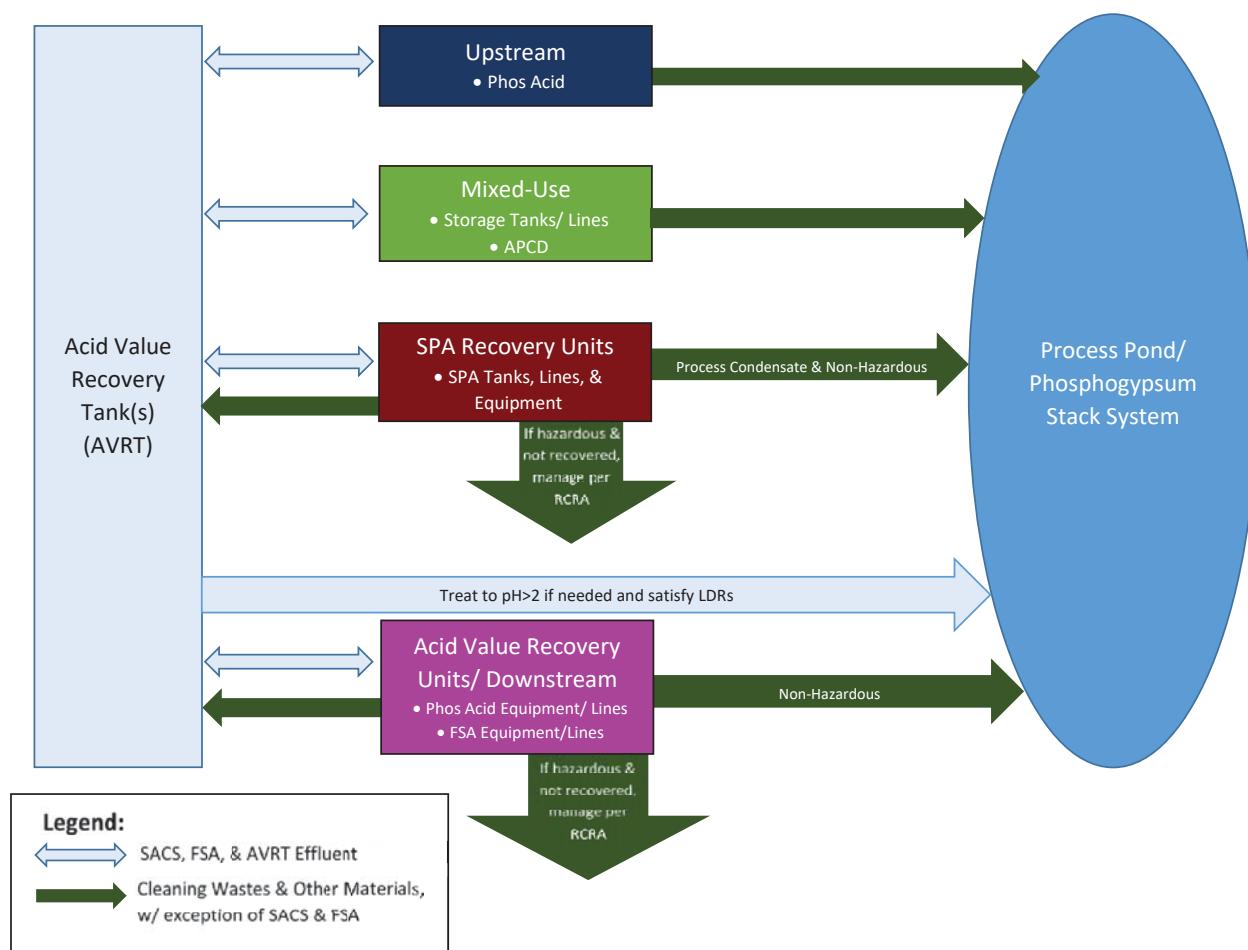 Upstream
• Phos Acid
Mixed-Use
• Storage Tanks/ Lines
• APCD
Acid Value
Recovery
Tank(s)
(AVRT)
SPA Recovery Units
• SPA Tanks, Lines, &
Equipment
Process Condensate & Non-Hazardous
Process Pond/
Phosphogypsum
Stack System
If hazardous &
not recovered,
manage per
RCRA
Treat to pH>2 if needed and satisfy LDRs
Acid Value Recovery
Units/ Downstream
• Phos Acid Equipment/ Lines
• FSA Equipment/Lines
Non-Hazardous
If hazardous &
not recovered,
manage per
RCRA
Legend:
SACS, FSA, & AVRT Effluent
Cleaning Wastes & Other Materials,
w/ exception of SACS & FSA